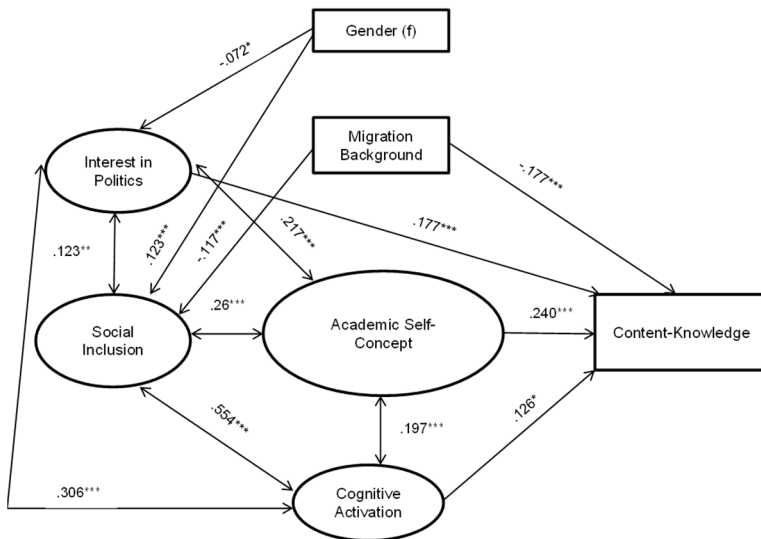 Gender (f)
-.072*
Migration
Background
Interest in
Politics
-.177***
.177***
.217***
.123***
-.117***
.123**
.26***
Social
Inclusion
Academic Self-
Concept
.240***
Content-Knowledge
.554***
.197***
.126*
.306***
Cognitive
Activation